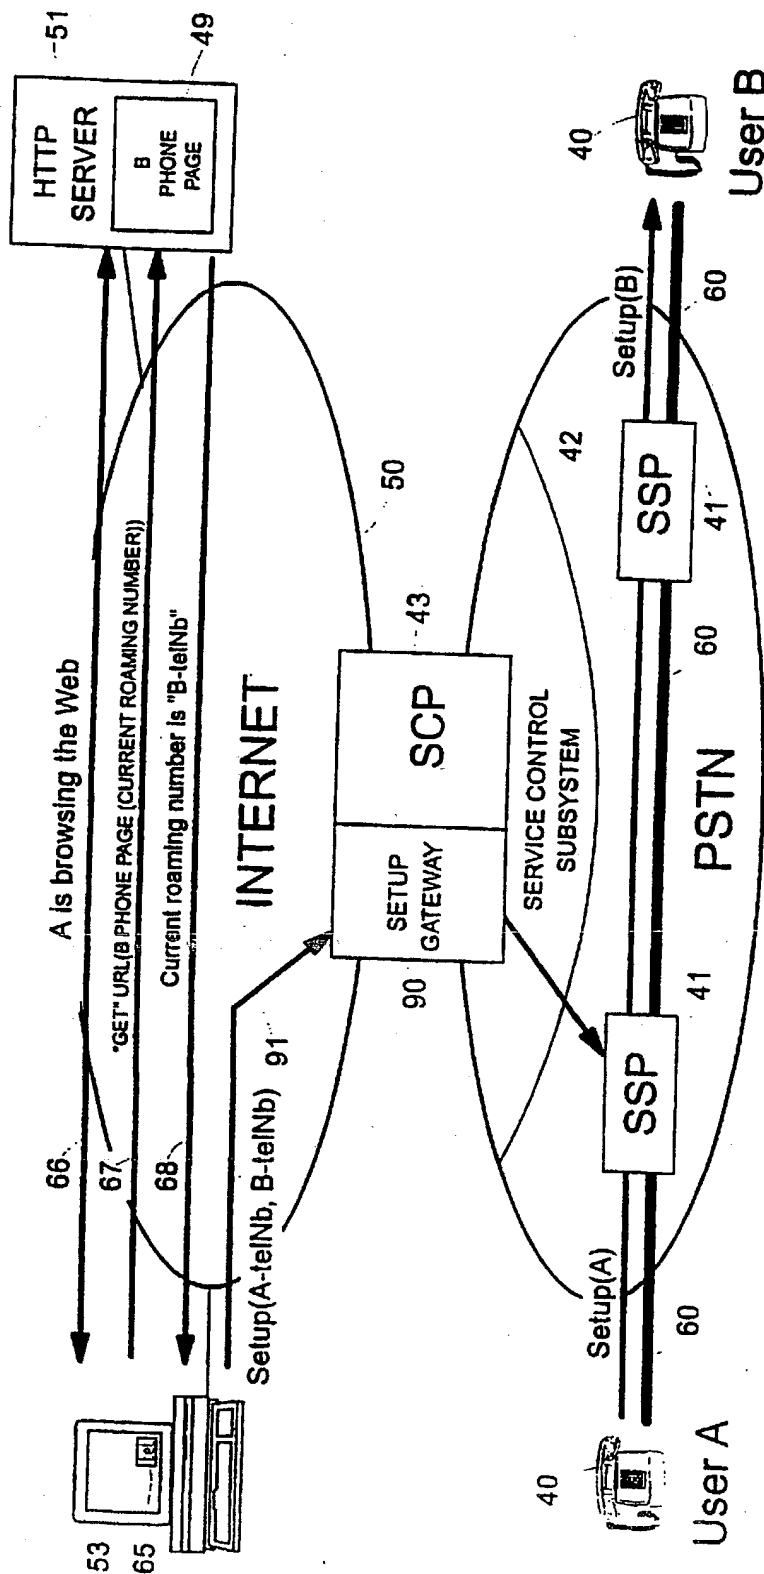 51
49
HTTP
SERVER
B
PHONE
PAGE
A is browsing the Web
"GET" URL(B PHONE PAGE (CURRENT ROAMING NUMBER))
Current roaming number is "B-telNb"
66
67
68
53
65
tel
INTERNET
50
Setup(A-telNb, B-telNb)
91
SETUP
GATEWAY
SCP
90
43
SERVICE CONTROL
SUBSYSTEM
42
Setup(A)
SSP
41
SSP
41
Setup(B)
40
40
60
60
60
PSTN
User A
User B